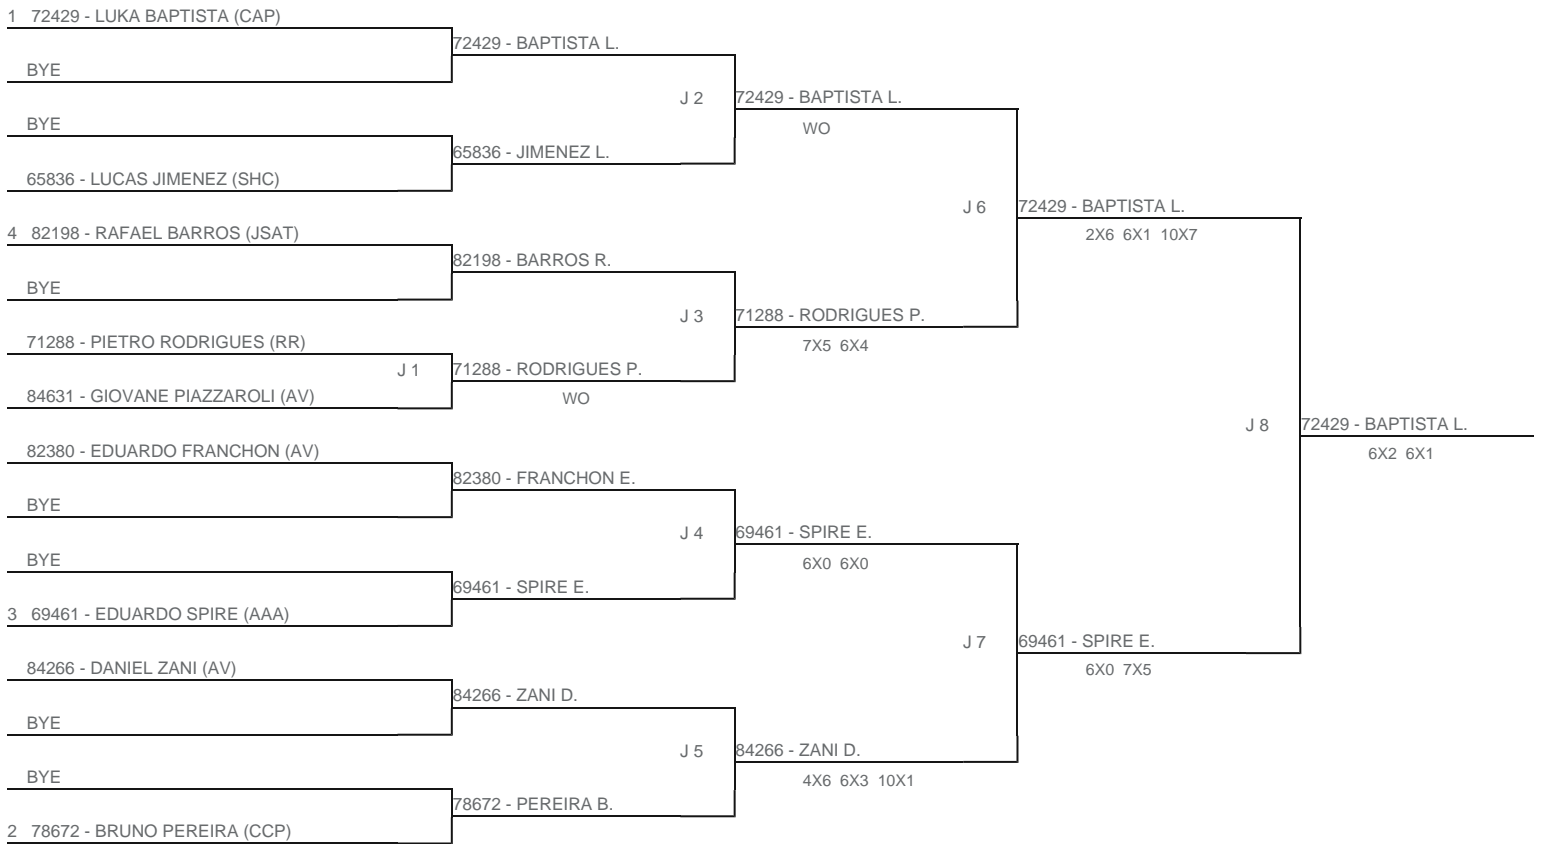 1 72429 - LUKA BAPTISTA (CAP)
72429 - BAPTISTA L.
BYE
J 2
72429 - BAPTISTA L.
WO
BYE
65836 - JIMENEZ L.
65836 - LUCAS JIMENEZ (SHC)
J 6
72429 - BAPTISTA L.
2X6 6X1 10X7
4 82198 - RAFAEL BARROS (JSAT)
82198 - BARROS R.
BYE
J 3
71288 - RODRIGUES P.
7X5 6X4
71288 - PIETRO RODRIGUES (RR)
J 1
71288 - RODRIGUES P.
WO
84631 - GIOVANE PIAZZAROLI (AV)
J 8
72429 - BAPTISTA L.
6X2 6X1
82380 - EDUARDO FRANCHON (AV)
82380 - FRANCHON E.
BYE
J 4
69461 - SPIRE E.
6X0 6X0
BYE
69461 - SPIRE E.
3 69461 - EDUARDO SPIRE (AAA)
J 7
69461 - SPIRE E.
6X0 7X5
84266 - DANIEL ZANI (AV)
84266 - ZANI D.
BYE
J 5
84266 - ZANI D.
4X6 6X3 10X1
BYE
78672 - PEREIRA B.
2 78672 - BRUNO PEREIRA (CCP)